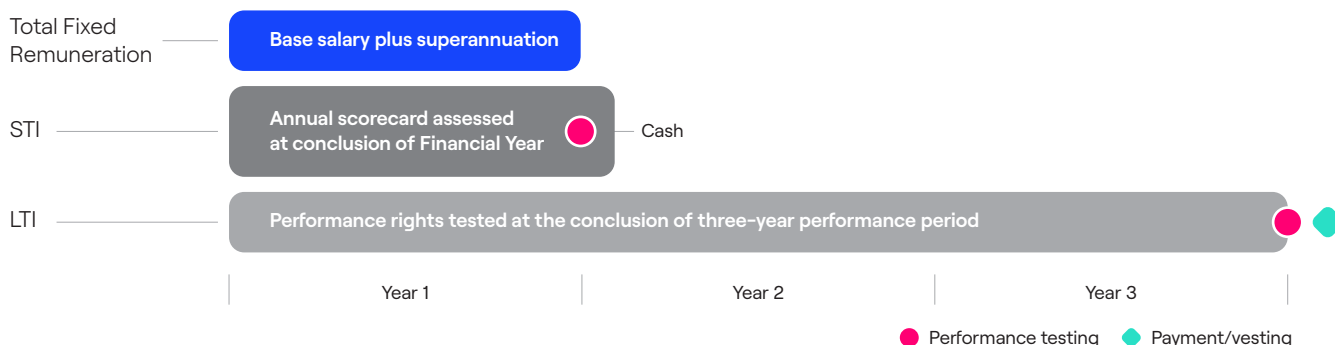 Total Fixed
Remuneration
Base salary plus superannuation
STI
Annual scorecard assessed
at conclusion of Financial Year
Cash
LTI
Performance rights tested at the conclusion of three-year performance period
Year 1
Year 2
Year 3
Performance testing
Payment/vesting